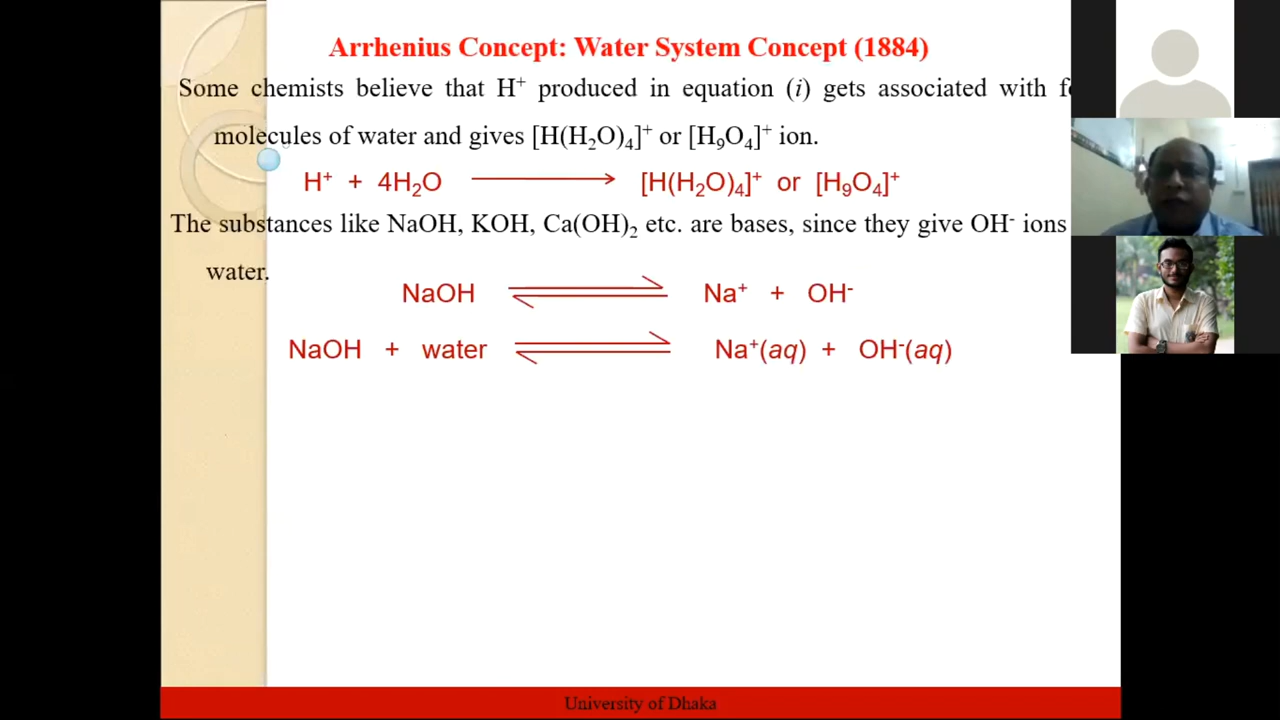 Arrhenius Concept: Water System Concept (1884)
Some chemists believe that H⁺ produced in equation (i) gets associated with
molecules of water and gives [H(H₂O)₄]⁺ or [H₉O₄]⁺ ion.
H⁺ + 4H₂O ⟶ [H(H₂O)₄]⁺ or [H₉O₄]⁺
The substances like NaOH, KOH, Ca(OH)₂ etc. are bases, since they give OH⁻ ions
water.
NaOH ⇌ Na⁺ + OH⁻
NaOH + water ⇌ Na⁺(aq) + OH⁻(aq)
University of Dhaka